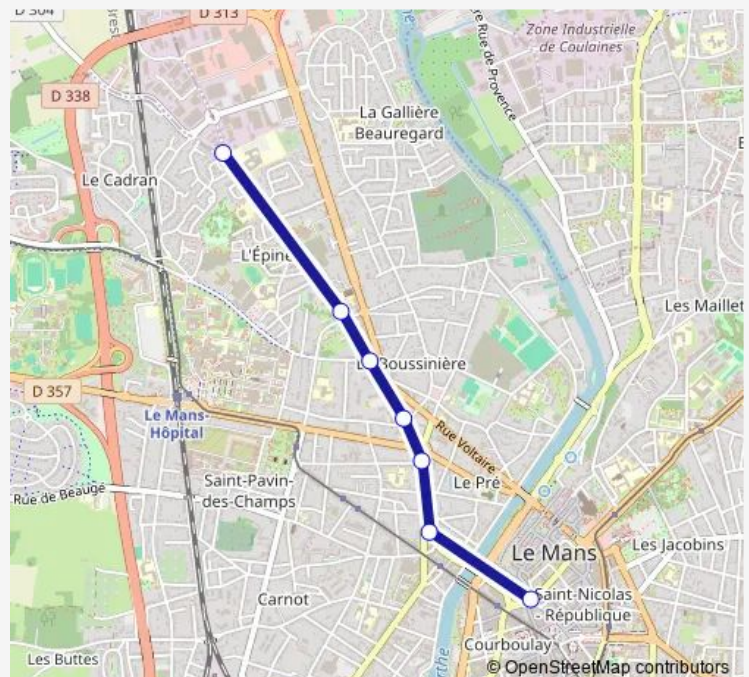 D 304
D 313
Zone Industrielle
de Coulaines
Rue de Provence
D 338
La Gallière
Beauregard
Le Cadran
L'Épine
Les Maillet
Boussinière
D 357
Le Mans-
Hôpital
Rue Voltaire
Saint-Pavin-
des-Champs
Le Pré
Rue de Beaugé
Le Mans
Les Jacobins
Saint-Nicolas
- République
Carnot
Courboulay
Les Buttes
© OpenStreetMap contributors